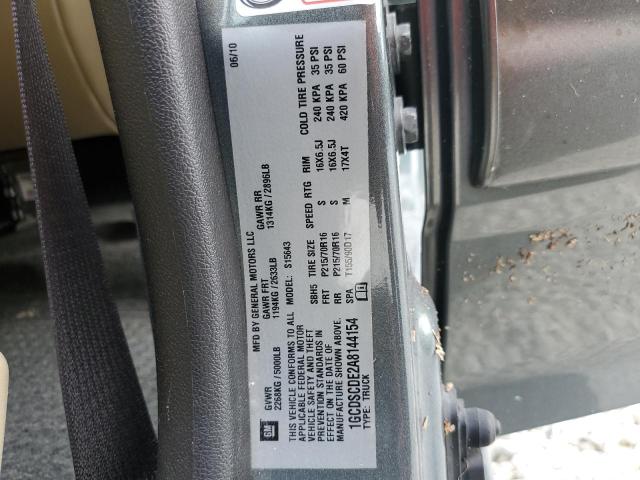 GM
06/10
MFD BY GENERAL MOTORS LLC
GVWR GAWR FRT GAWR RR
2268KG / 5000LB 1194KG / 2633LB 1314KG / 2896LB
THIS VEHICLE CONFORMS TO ALL
APPLICABLE FEDERAL MOTOR
VEHICLE SAFETY AND THEFT
PREVENTION STANDARDS IN
EFFECT ON THE DATE OF
MANUFACTURE SHOWN ABOVE.
1GCDSCDE2A8144154
TYPE: TRUCK
MODEL: S15643
SBH5 TIRE SIZE SPEED RTG RIM COLD TIRE PRESSURE
FRT P215/70R16 S 16X6.5J 240 KPA 35 PSI
RR P215/70R16 S 16X6.5J 240 KPA 35 PSI
SPA T155/90D17 M 17X4T 420 KPA 60 PSI